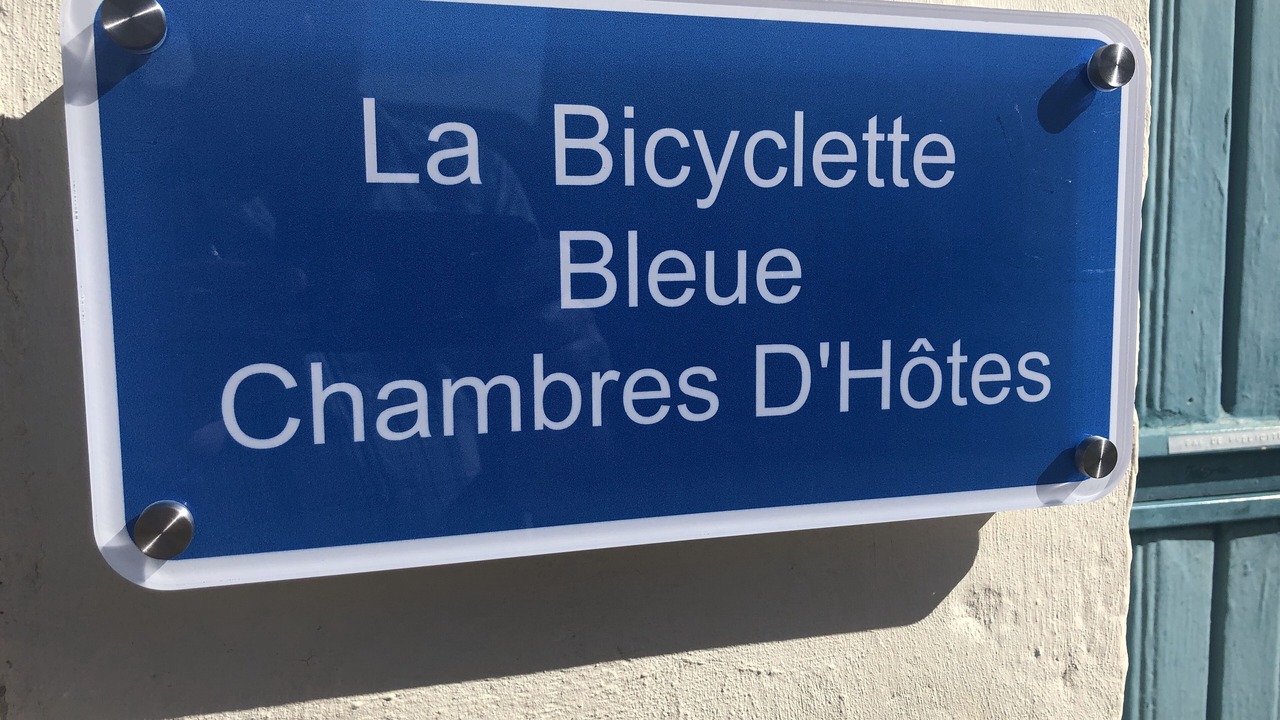 La Bicyclette
Bleue
Chambres D'Hôtes